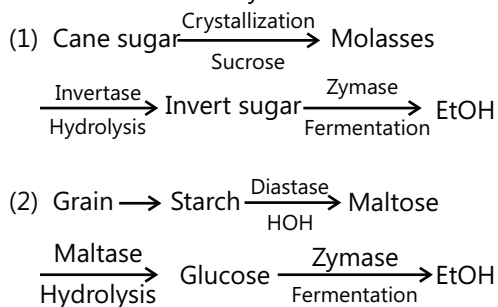 Crystallization
(1) Cane sugar → Molasses
Sucrose
Invertase Zymase
→ Invert sugar → EtOH
Hydrolysis Fermentation
Diastase
(2) Grain → Starch → Maltose
HOH
Maltase Zymase
→ Glucose → EtOH
Hydrolysis Fermentation